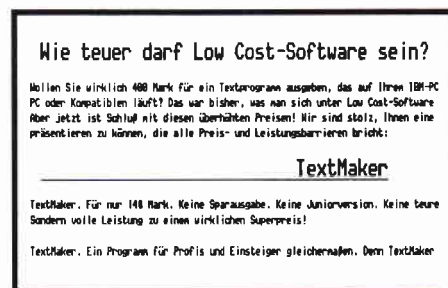 Wie teuer darf Low Cost-Software sein?
Wollen Sie wirklich 400 Mark für ein Textprogramm ausgeben, das auf Ihrem IBM-PC
PC oder Kompatiblen läuft? Das war bisher, was man sich unter Low Cost-Software
Aber jetzt ist Schluß mit diesen überhöhten Preisen! Wir sind stolz, Ihnen eine
präsentieren zu können, die alle Preis- und Leistungsbarrieren bricht:
TextMaker
TextMaker. Für nur 148 Mark. Keine Sparausgabe. Keine Juniorversion. Keine teure
Sondern volle Leistung zu einem wirklichen Superpreis!
TextMaker. Ein Programm für Profis und Einsteiger gleichermaßen. Denn TextMaker